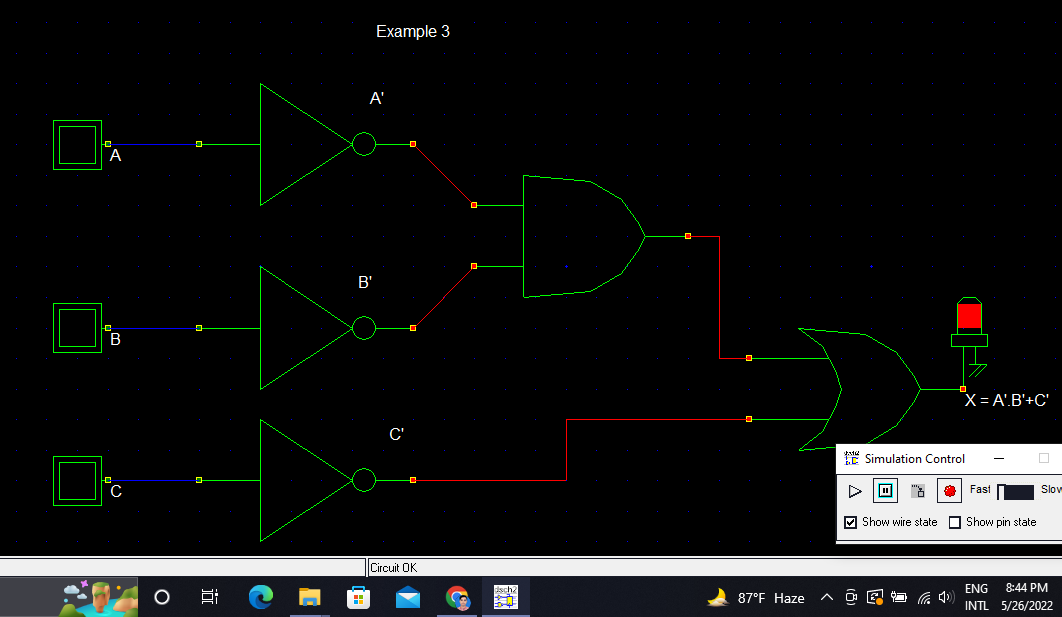 Example 3
A'
A
B'
B
X = A'.B'+C'
C'
C
Simulation Control
Fast
Slow
Show wire state
Show pin state
Circuit OK
dsch2
87°F Haze
ENG
INTL
8:44 PM
5/26/2022